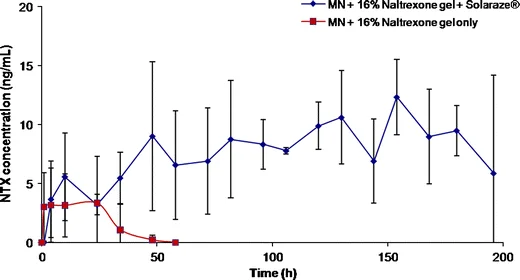 MN + 16% Naltrexone gel + Solaraze®
MN + 16% Naltrexone gel only
NTX concentration (ng/mL)
20
15
10
5
0
0
50
100
150
200
Time (h)